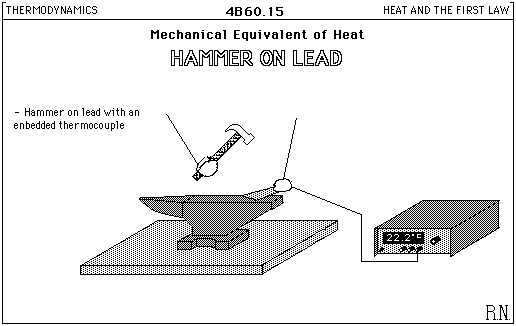 THERMODYNAMICS 4B60.15 HEAT AND THE FIRST LAW
Mechanical Equivalent of Heat
HAMMER ON LEAD
- Hammer on lead with an
enbedded thermocouple
22.2°C
R.N.